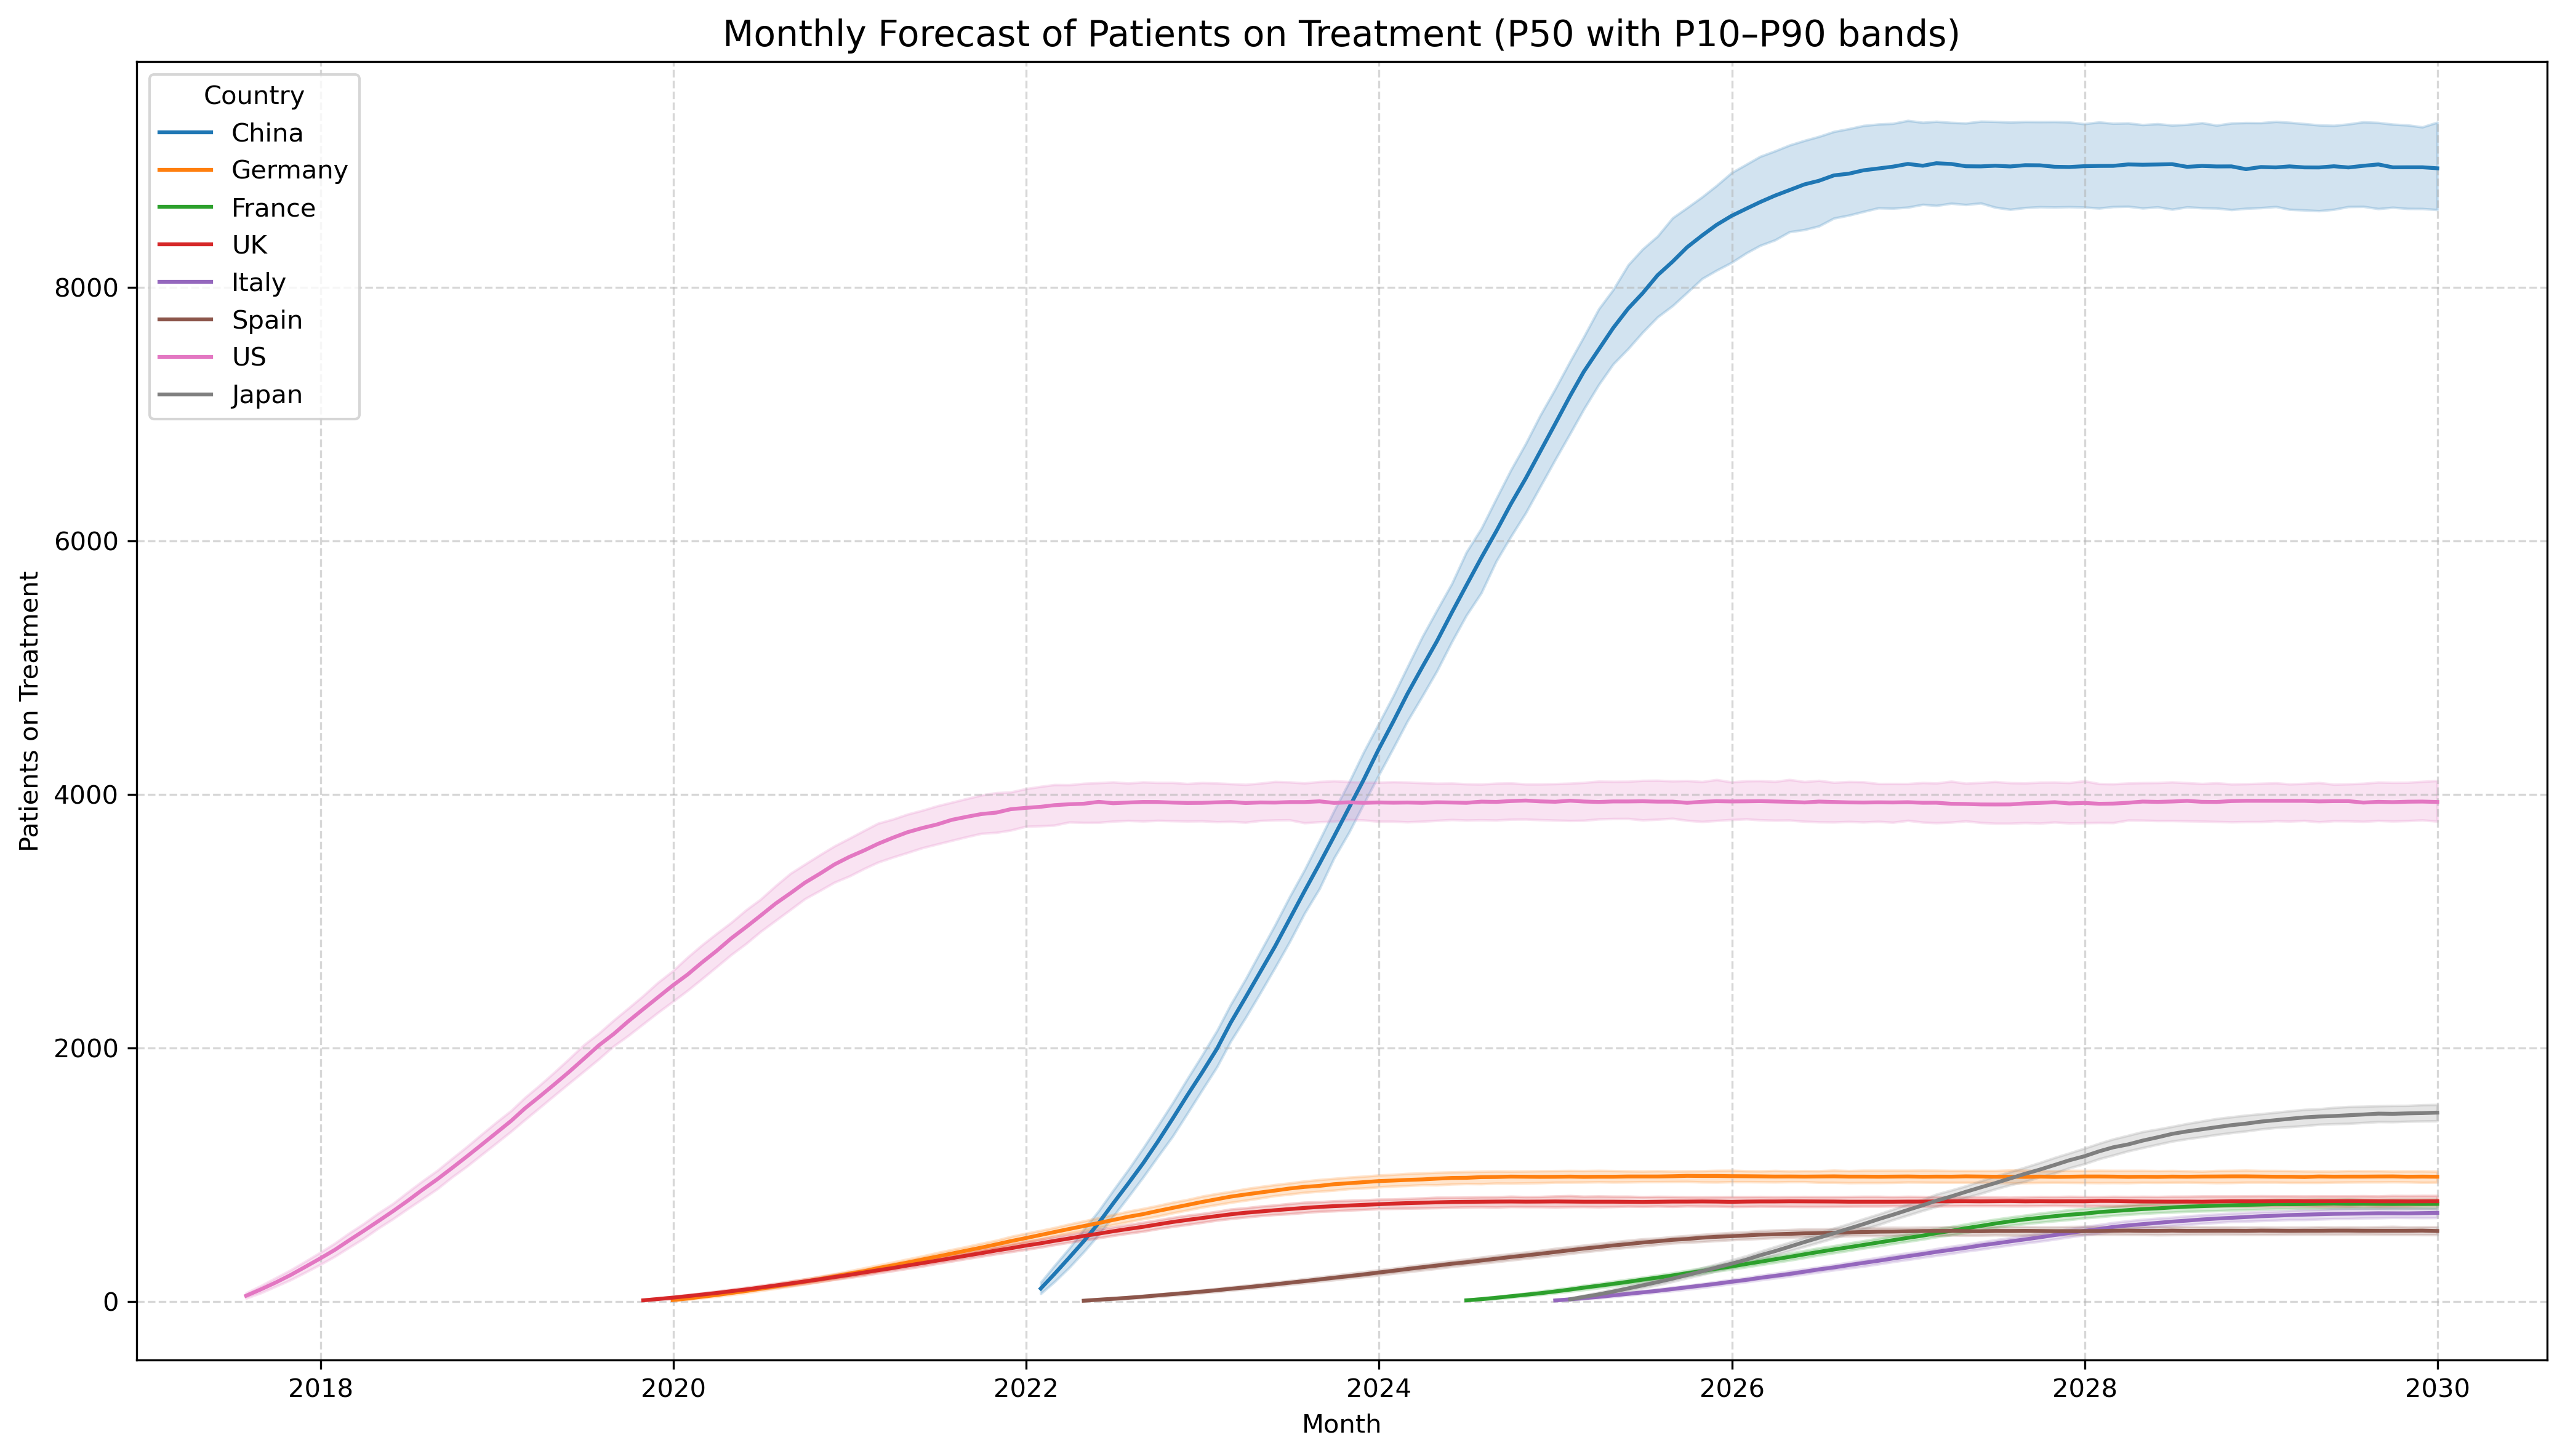 Monthly Forecast of Patients on Treatment (P50 with P10–P90 bands)
Country
China
Germany
France
UK
Italy
Spain
US
Japan
Patients on Treatment
8000
6000
4000
2000
0
2018
2020
2022
2024
2026
2028
2030
Month